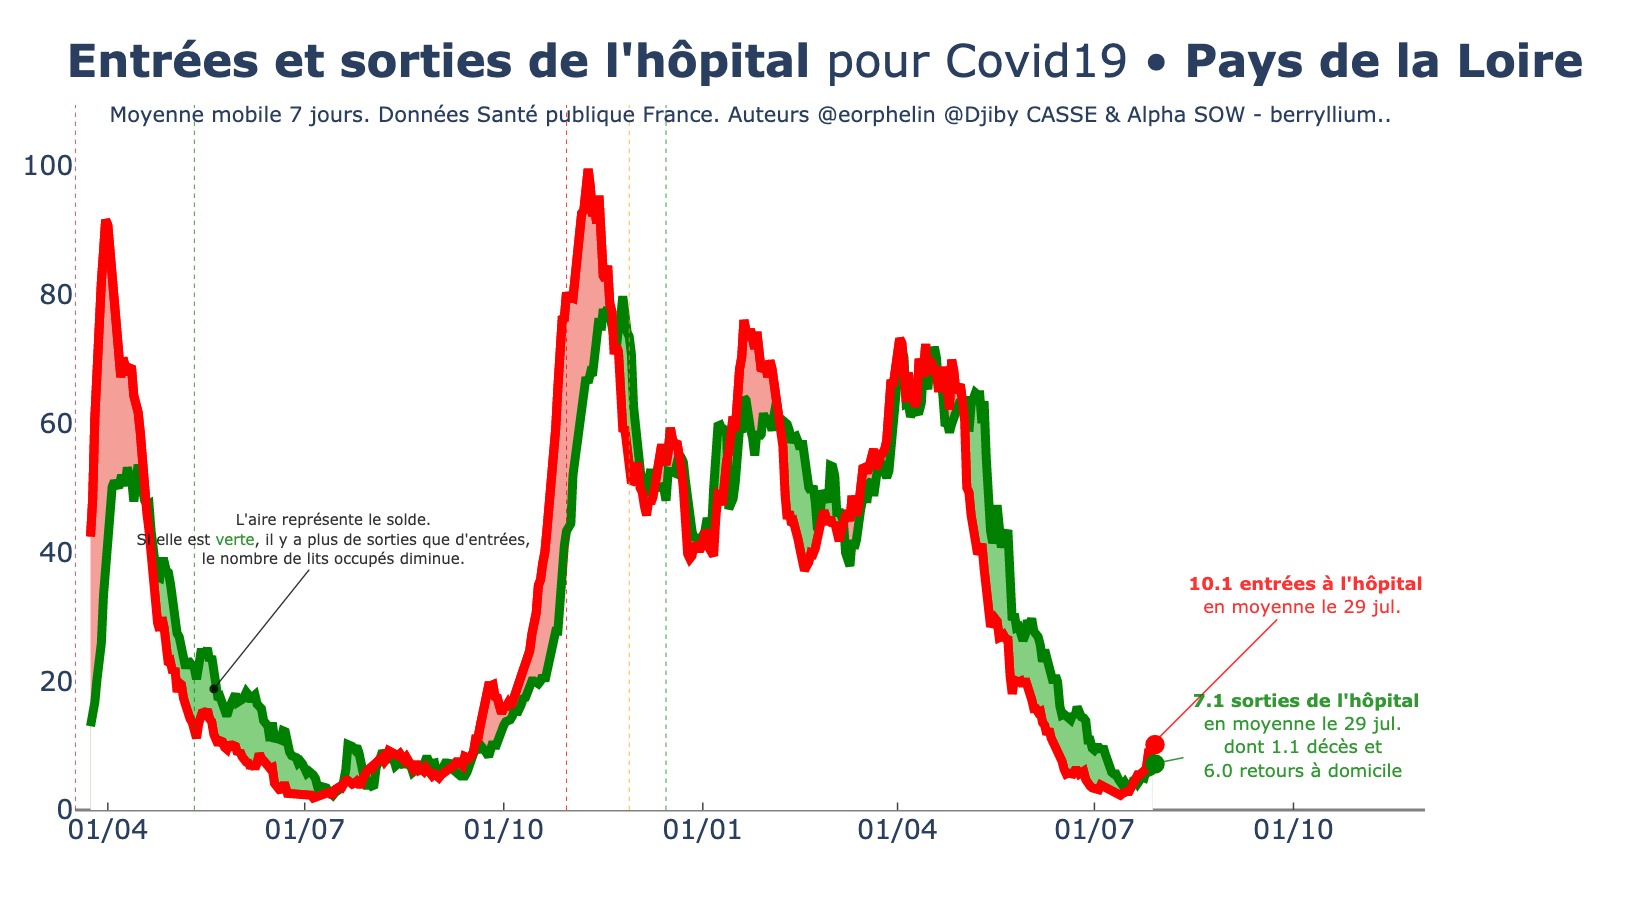 Entrées et sorties de l'hôpital pour Covid19 • Pays de la Loire
Moyenne mobile 7 jours. Données Santé publique France. Auteurs @eorphelin @Djiby CASSE & Alpha SOW - berryllium..
100
80
60
40
20
0
L'aire représente le solde.
Si elle est verte, il y a plus de sorties que d'entrées,
le nombre de lits occupés diminue.
10.1 entrées à l'hôpital
en moyenne le 29 jul.
7.1 sorties de l'hôpital
en moyenne le 29 jul.
dont 1.1 décès et
6.0 retours à domicile
01/04 01/07 01/10 01/01 01/04 01/07 01/10